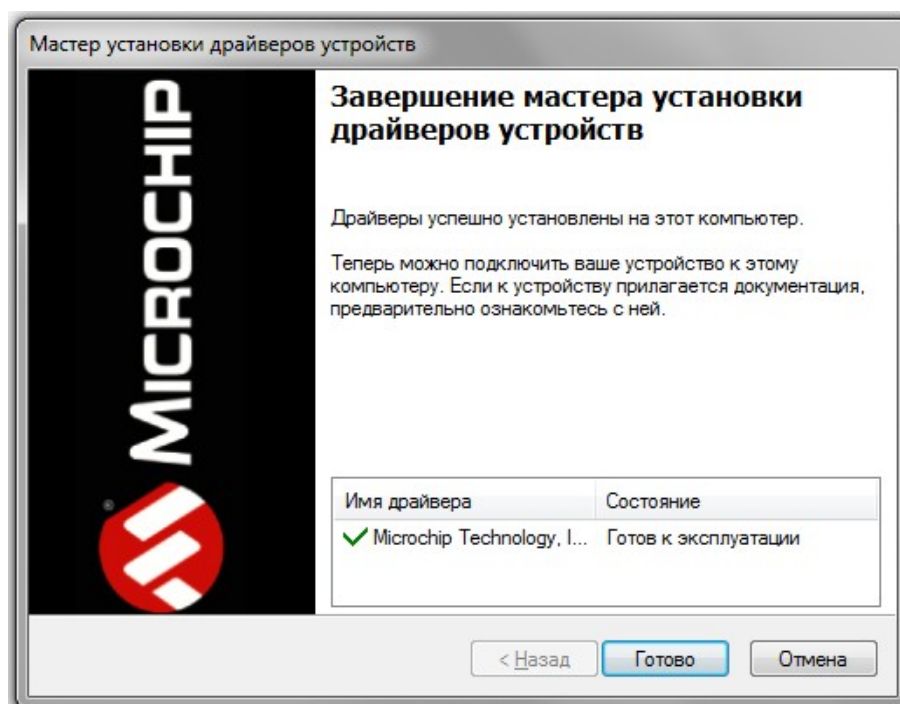 Мастер установки драйверов устройств
MICROCHIP
®
Завершение мастера установки
драйверов устройств
Драйверы успешно установлены на этот компьютер.
Теперь можно подключить ваше устройство к этому
компьютеру. Если к устройству прилагается документация,
предварительно ознакомьтесь с ней.
Имя драйвера Состояние
Microchip Technology, I... Готов к эксплуатации
< Назад Готово Отмена